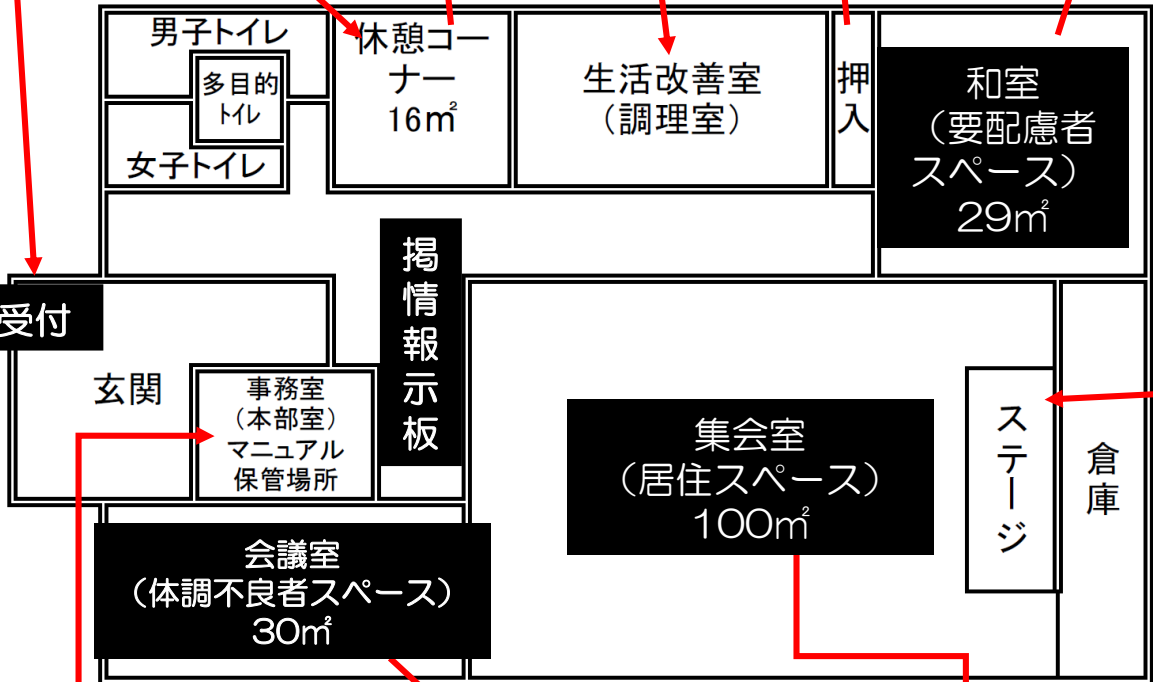 男子トイレ
多目的
トイレ
女子トイレ
休憩コー
ナー
16㎡
生活改善室
（調理室）
押
入
和室
（要配慮者
スペース）
29㎡
受付
玄関
事務室
（本部室）
マニュアル
保管場所
掲
情
報
示
板
集会室
（居住スペース）
100㎡
ステージ
倉
庫
会議室
（体調不良者スペース）
30㎡